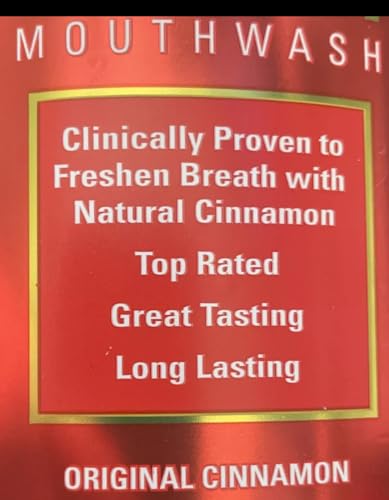 MOUTHWASH
Clinically Proven to
Freshen Breath with
Natural Cinnamon
Top Rated
Great Tasting
Long Lasting
ORIGINAL CINNAMON